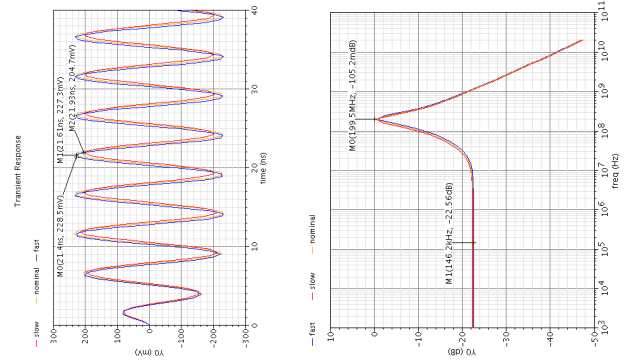 Transient Response
slow
nominal
fast
M0(21.4ns, 228.5mV)
M1(21.61ns, 227.3mV)
M2(21.93ns, 204.7mV)
Y0 (mV)
300
200
100
0
-100
-200
-300
0
10
20
30
40
time (ns)
fast
slow
nominal
M0(199.5MHz, -105.2mdB)
M1(146.2kHz, -22.56dB)
Y0 (dB)
10
0
-10
-20
-30
-40
-50
10³
10⁴
10⁵
10⁶
10⁷
10⁸
10⁹
10¹⁰
10¹¹
freq (Hz)